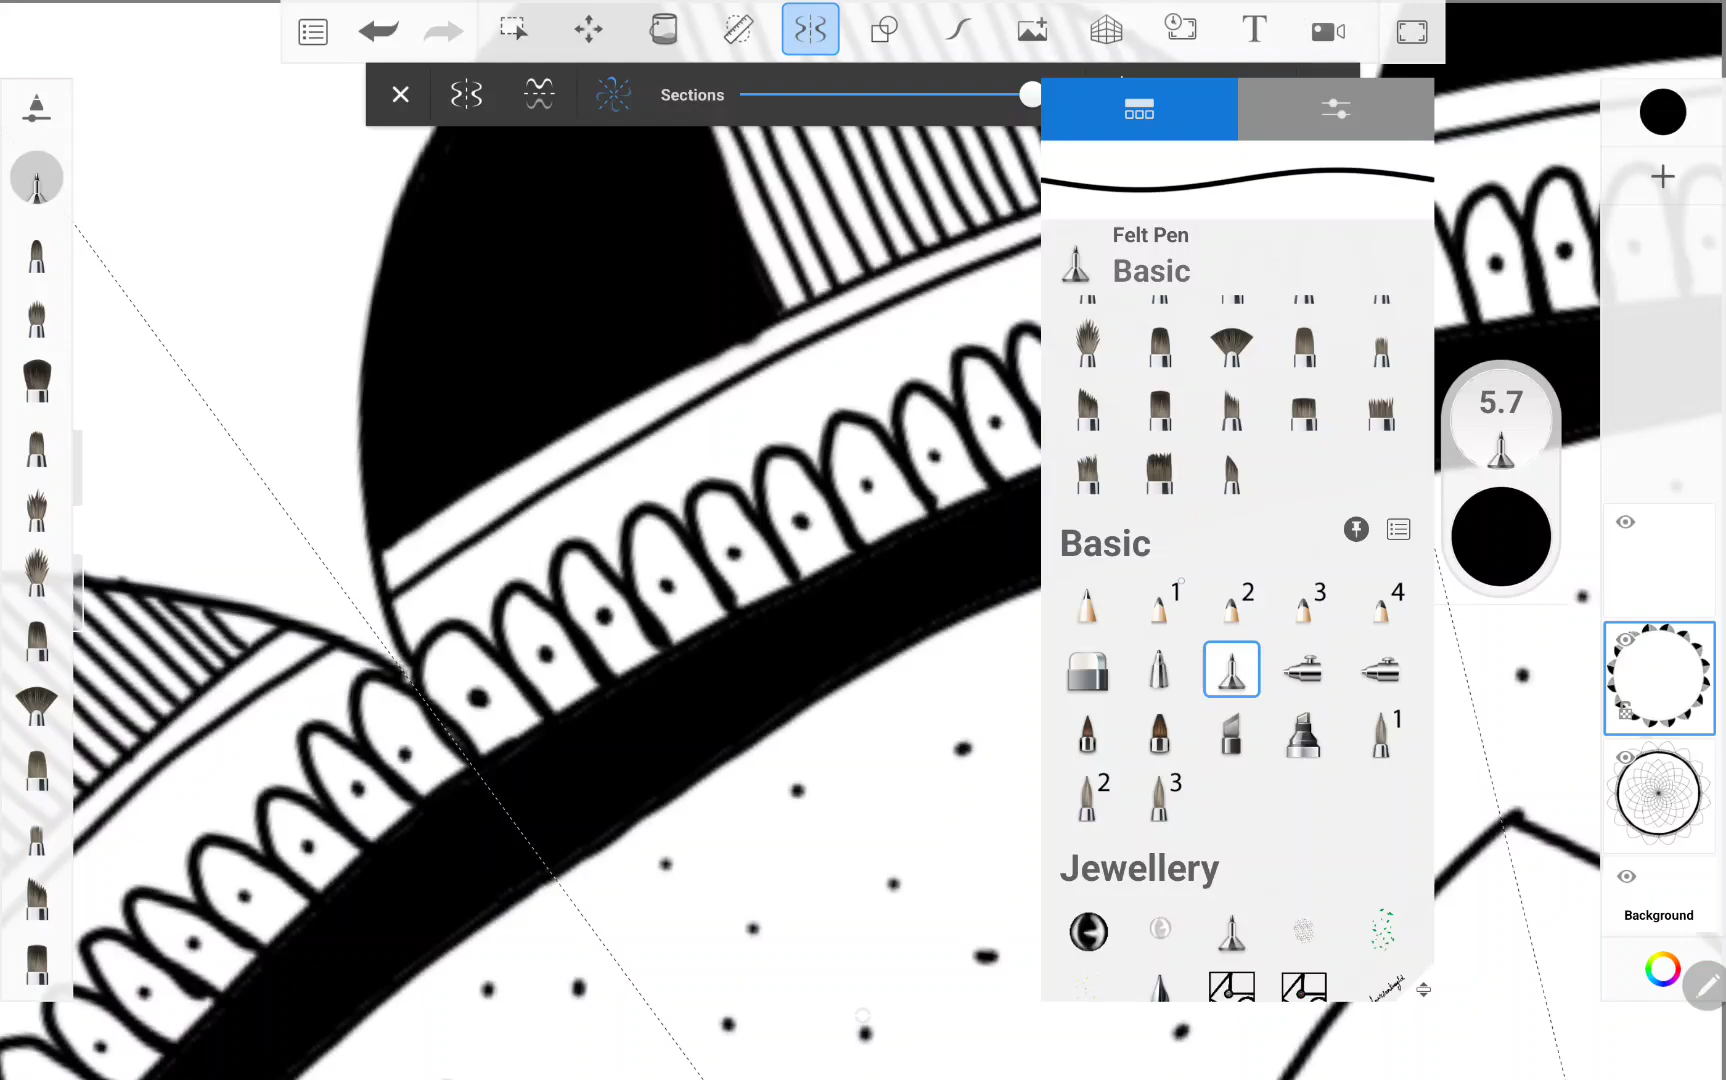 Sections
Felt Pen
Basic
5.7
Basic
1
2
3
4
1
2
3
Background
Jewellery